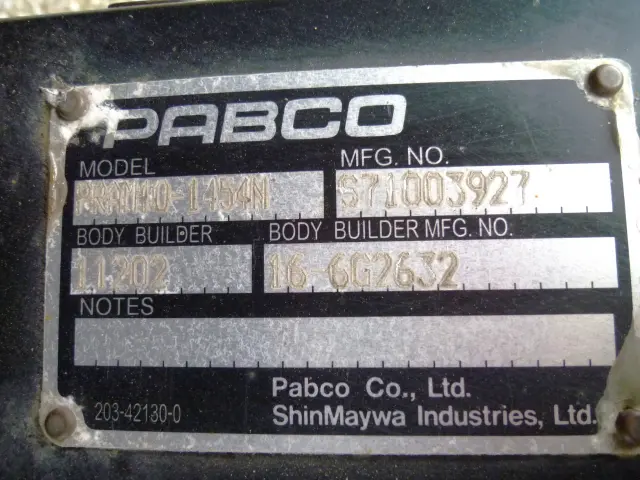 PABCO
MODEL MFG. NO.
S71003927
BODY BUILDER BODY BUILDER MFG. NO.
11202 16-6G2632
NOTES
203-42130-0
Pabco Co., Ltd.
ShinMaywa Industries, Ltd.